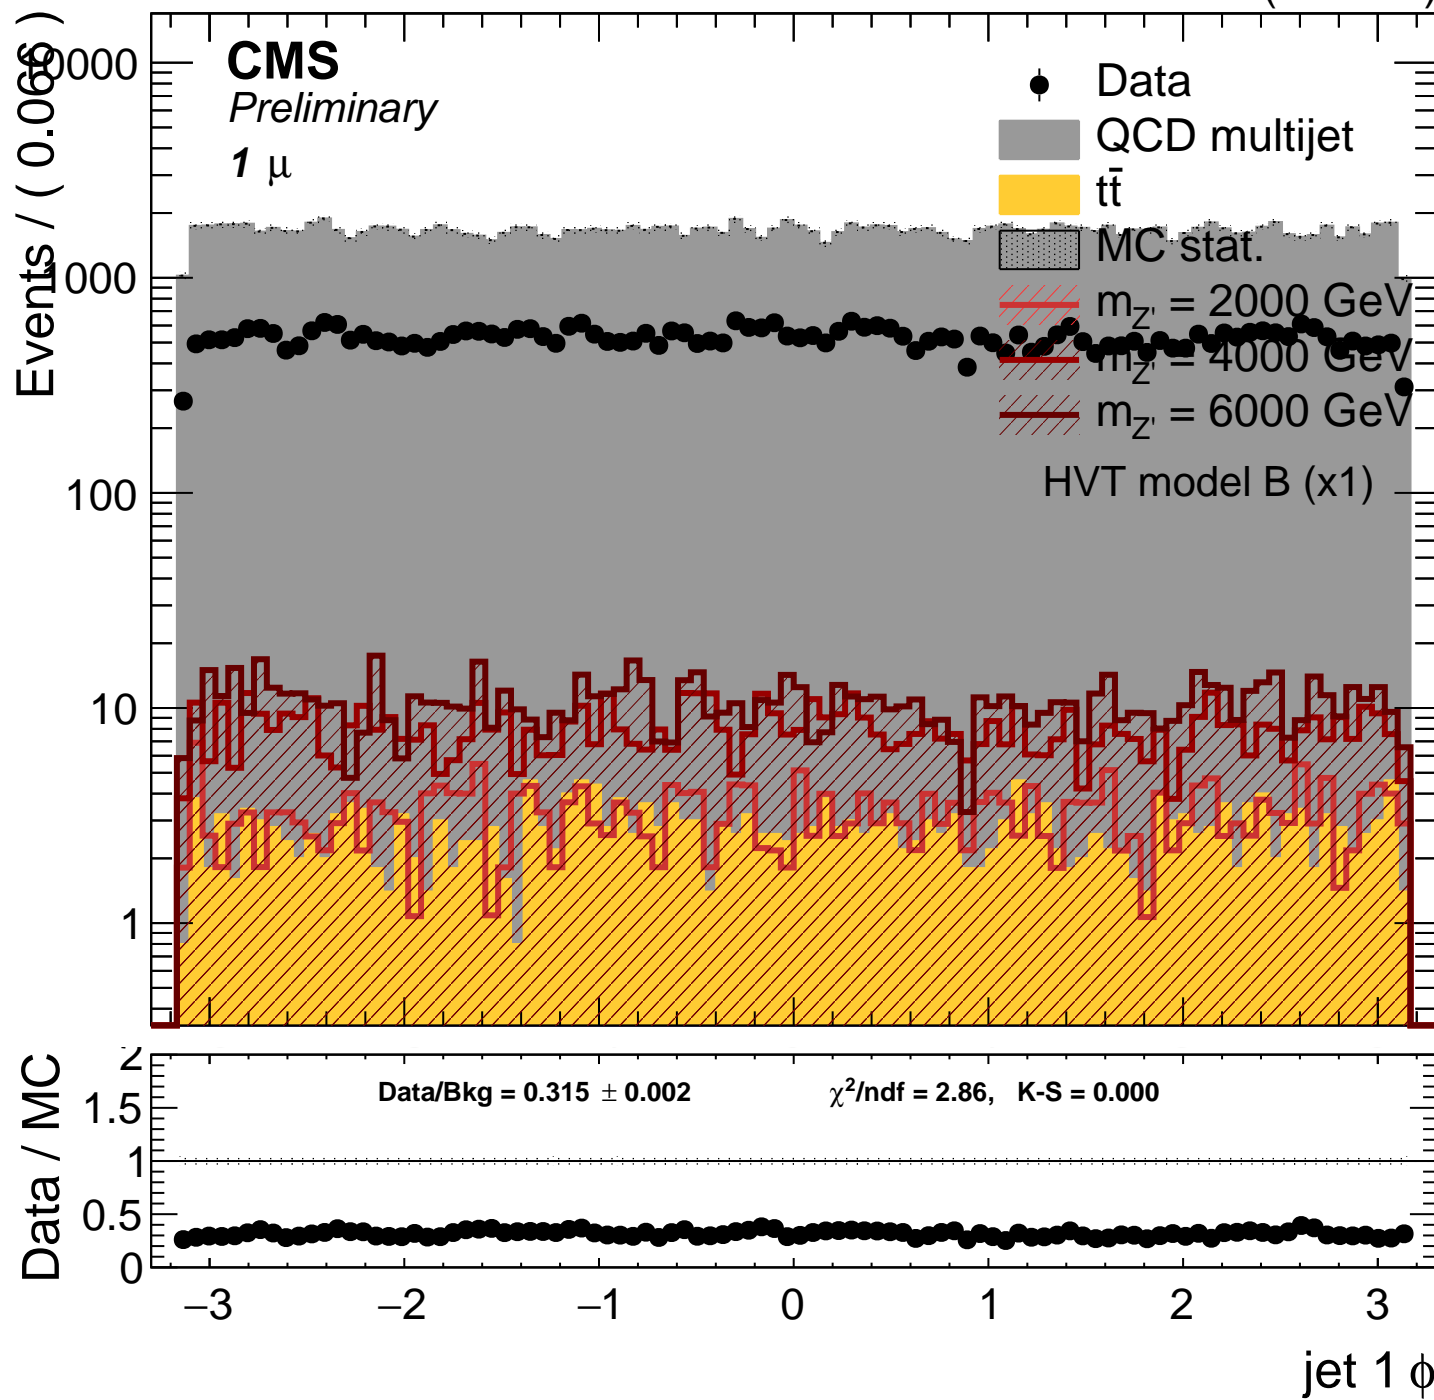 CMS
Preliminary
1 μ
Data
QCD multijet
tt̄
MC stat.
m_Z' = 2000 GeV
m_Z' = 4000 GeV
m_Z' = 6000 GeV
HVT model B (x1)
Events / ( 0.066 )
10000
1000
100
10
1
Data/Bkg = 0.315 ± 0.002
χ²/ndf = 2.86, K-S = 0.000
Data / MC
2
1.5
1
0.5
0
−3 −2 −1 0 1 2 3
jet 1 ϕ